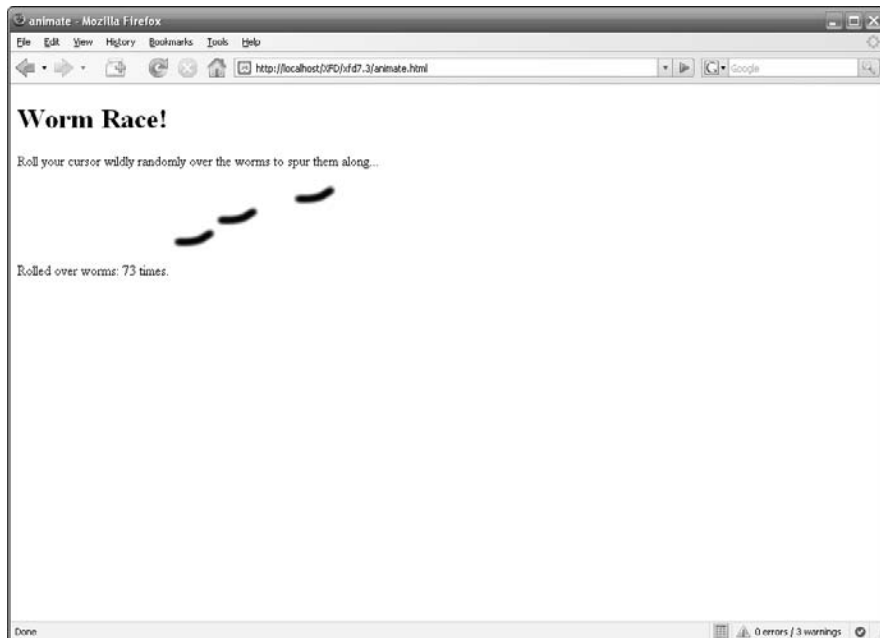 animate - Mozilla Firefox
File Edit View History Bookmarks Tools Help
http://localhost/XFD/xfd7.3/animate.html
Google
Worm Race!
Roll your cursor wildly randomly over the worms to spur them along...
Rolled over worms: 73 times.
Done
0 errors / 3 warnings